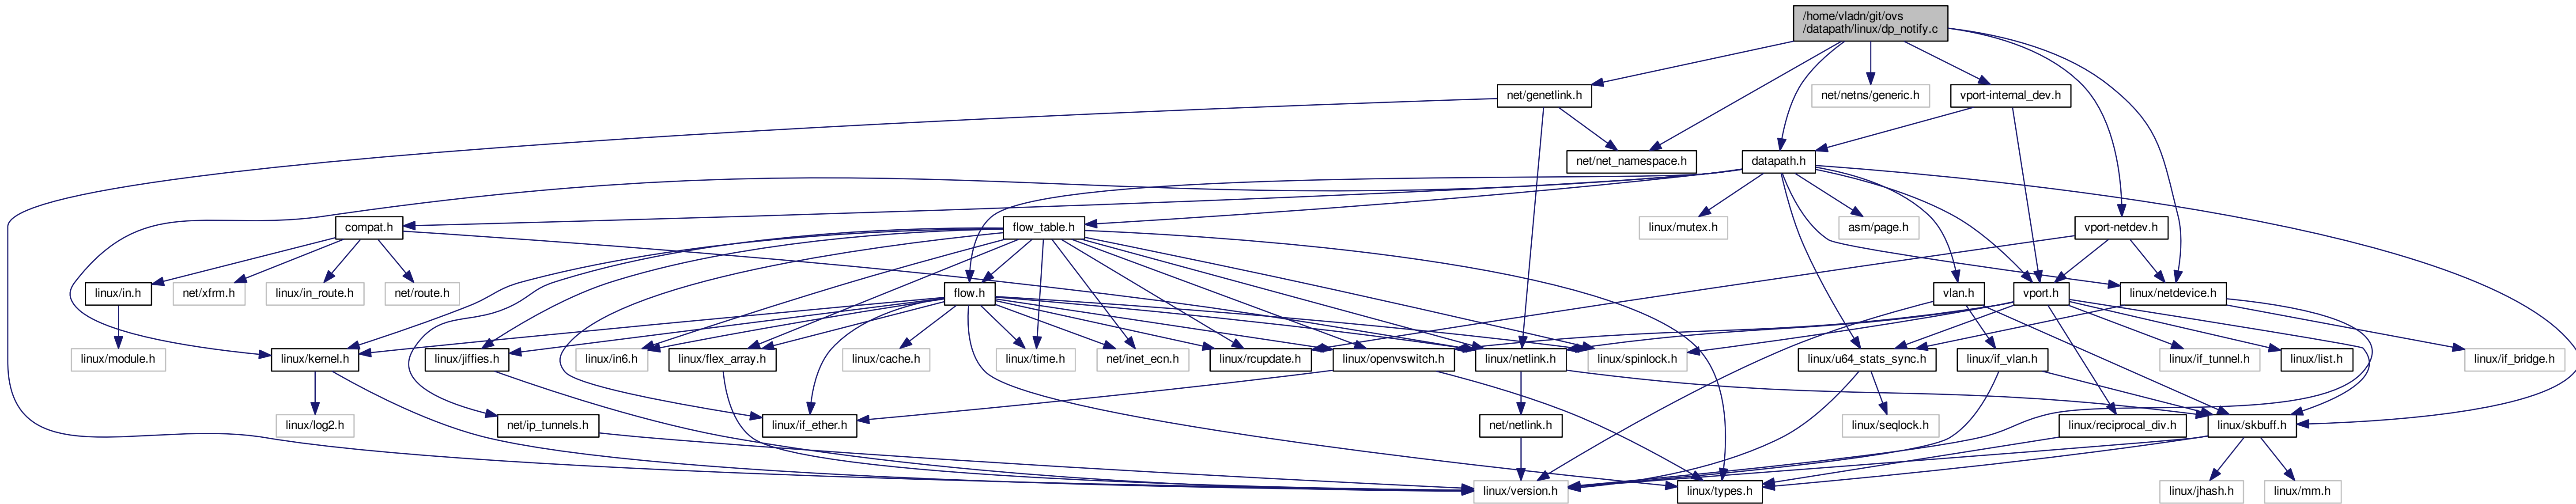 /home/vladn/git/ovs
/datapath/linux/dp_notify.c
net/genetlink.h
net/netns/generic.h
vport-internal_dev.h
net/net_namespace.h
datapath.h
compat.h
flow_table.h
linux/mutex.h
asm/page.h
vport-netdev.h
linux/in.h
net/xfrm.h
linux/in_route.h
net/route.h
flow.h
vlan.h
vport.h
linux/netdevice.h
linux/module.h
linux/kernel.h
linux/jiffies.h
linux/in6.h
linux/flex_array.h
linux/cache.h
linux/time.h
net/inet_ecn.h
linux/rcupdate.h
linux/openvswitch.h
linux/netlink.h
linux/spinlock.h
linux/u64_stats_sync.h
linux/if_vlan.h
linux/if_tunnel.h
linux/list.h
linux/if_bridge.h
linux/log2.h
net/ip_tunnels.h
linux/if_ether.h
net/netlink.h
linux/seqlock.h
linux/reciprocal_div.h
linux/skbuff.h
linux/version.h
linux/types.h
linux/jhash.h
linux/mm.h